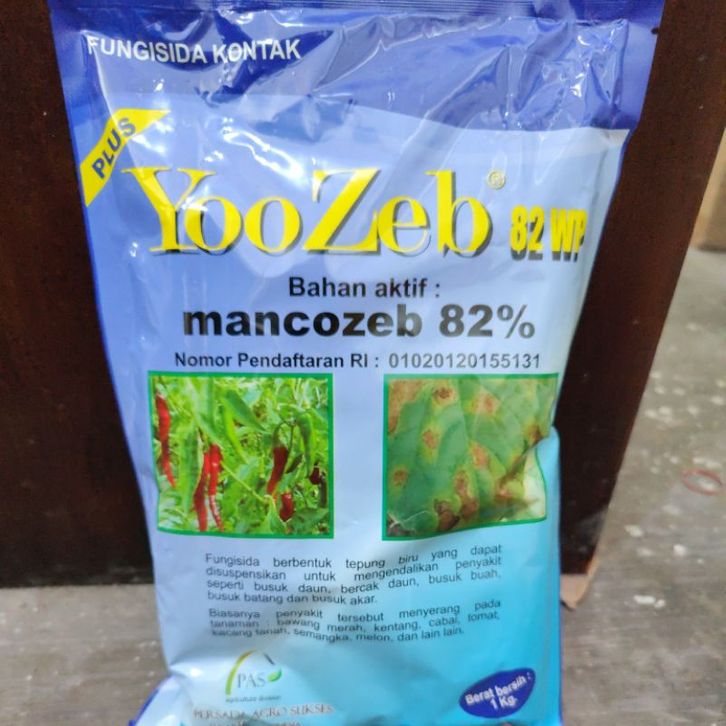 FUNGISIDA KONTAK
PLUS
YooZeb® 82 WP
Bahan aktif :
mancozeb 82%
Nomor Pendaftaran RI : 01020120155131
Fungisida berbentuk tepung biru yang dapat
disuspensikan untuk mengendalikan penyakit
seperti busuk daun, bercak daun, busuk buah,
busuk batang dan busuk akar.
Biasanya penyakit tersebut menyerang pada
tanaman : bawang merah, kentang, cabai, tomat,
kacang tanah, semangka, melon, dan lain lain.
PAS
agriculture division
PERSADA AGRO SUKSES
Berat bersih :
1 Kg.